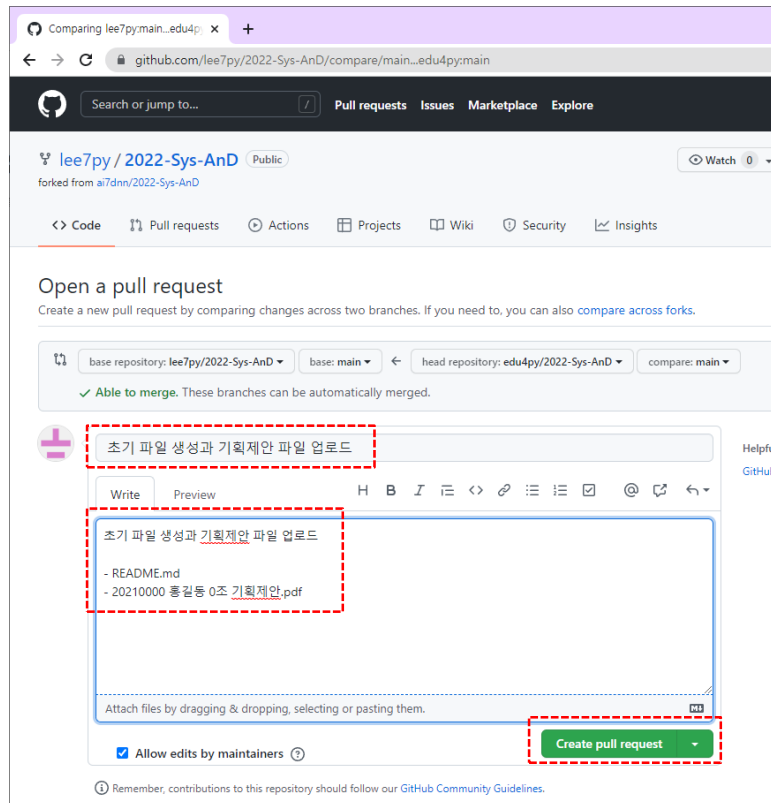 Comparing lee7py:main...edu4py
github.com/lee7py/2022-Sys-AnD/compare/main...edu4py:main
Search or jump to... / Pull requests Issues Marketplace Explore
lee7py / 2022-Sys-AnD Public Watch 0
forked from ai7dnn/2022-Sys-AnD
<> Code Pull requests Actions Projects Wiki Security Insights
Open a pull request
Create a new pull request by comparing changes across two branches. If you need to, you can also compare across forks.
base repository: lee7py/2022-Sys-AnD base: main ← head repository: edu4py/2022-Sys-AnD compare: main
Able to merge. These branches can be automatically merged.
초기 파일 생성과 기획제안 파일 업로드
Helpfu
GitHub
Write Preview
초기 파일 생성과 기획제안 파일 업로드
- README.md
- 20210000 홍길동 0조 기획제안.pdf
Attach files by dragging & dropping, selecting or pasting them.
Create pull request
Allow edits by maintainers
Remember, contributions to this repository should follow our GitHub Community Guidelines.